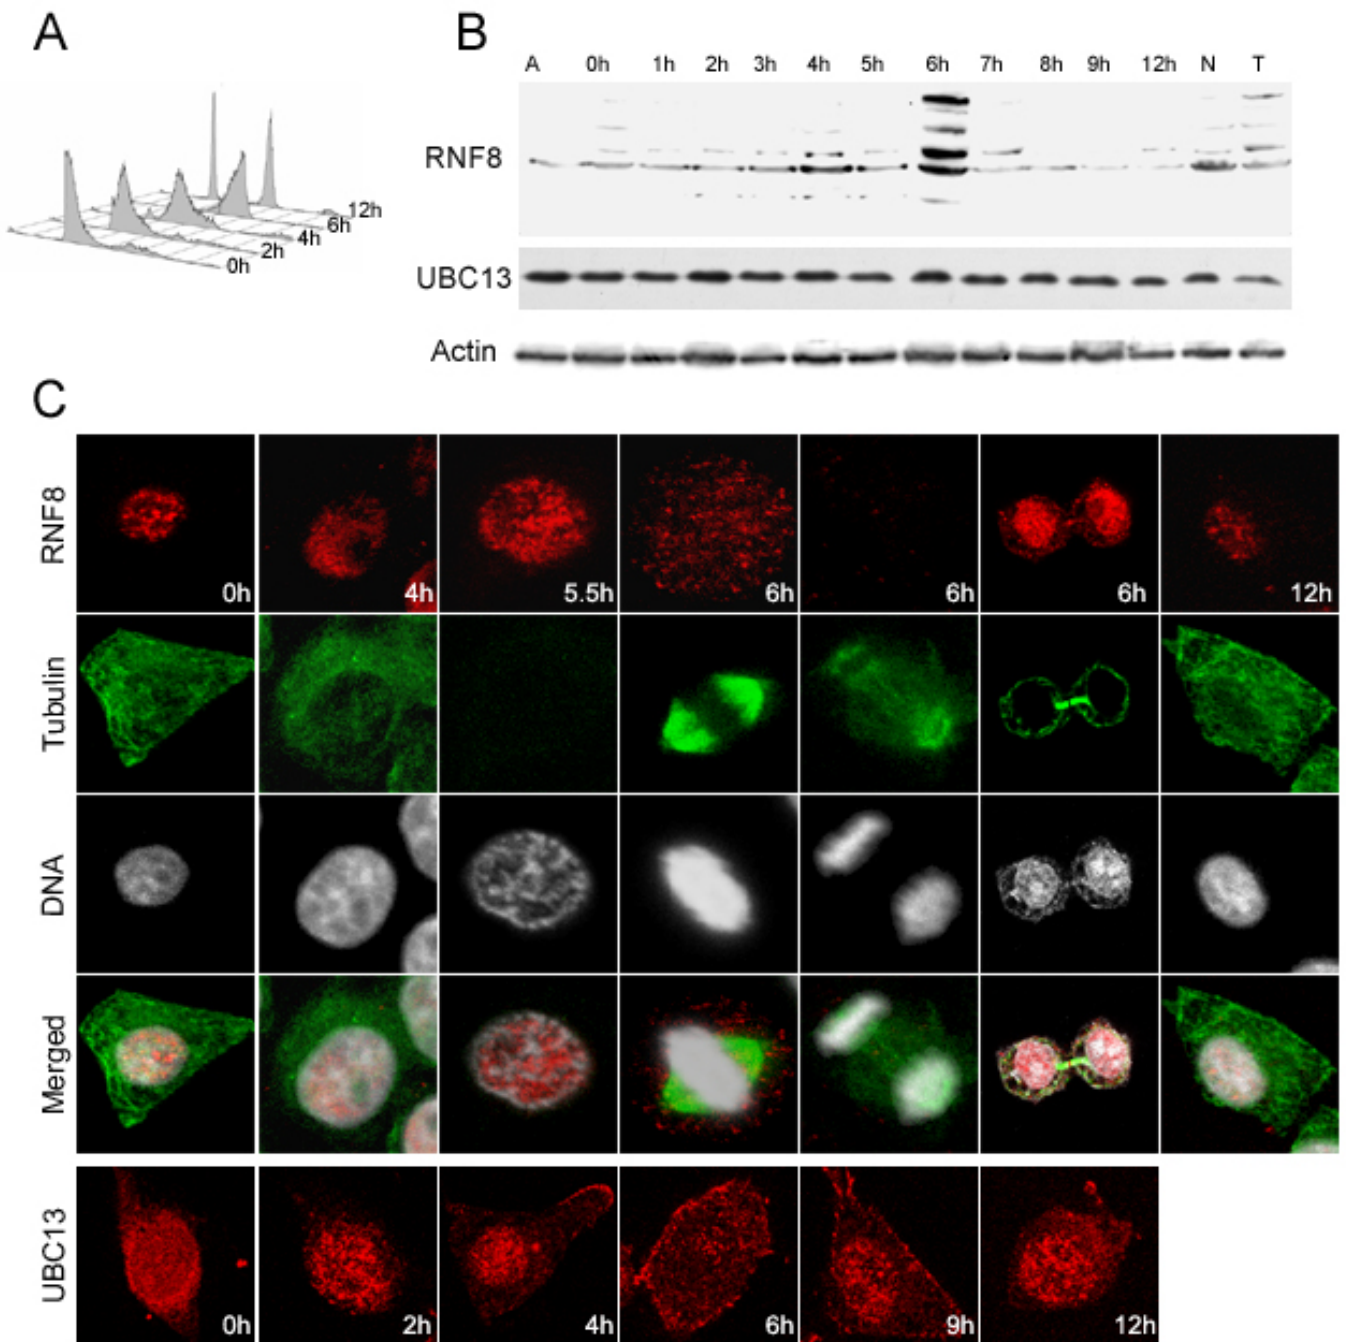 A
B
A 0h 1h 2h 3h 4h 5h 6h 7h 8h 9h 12h N T
RNF8
12h
6h
4h
2h
0h
UBC13
Actin
C
RNF8
0h 4h 5.5h 6h 6h 6h 12h
Tubulin
DNA
Merged
UBC13
0h 2h 4h 6h 9h 12h